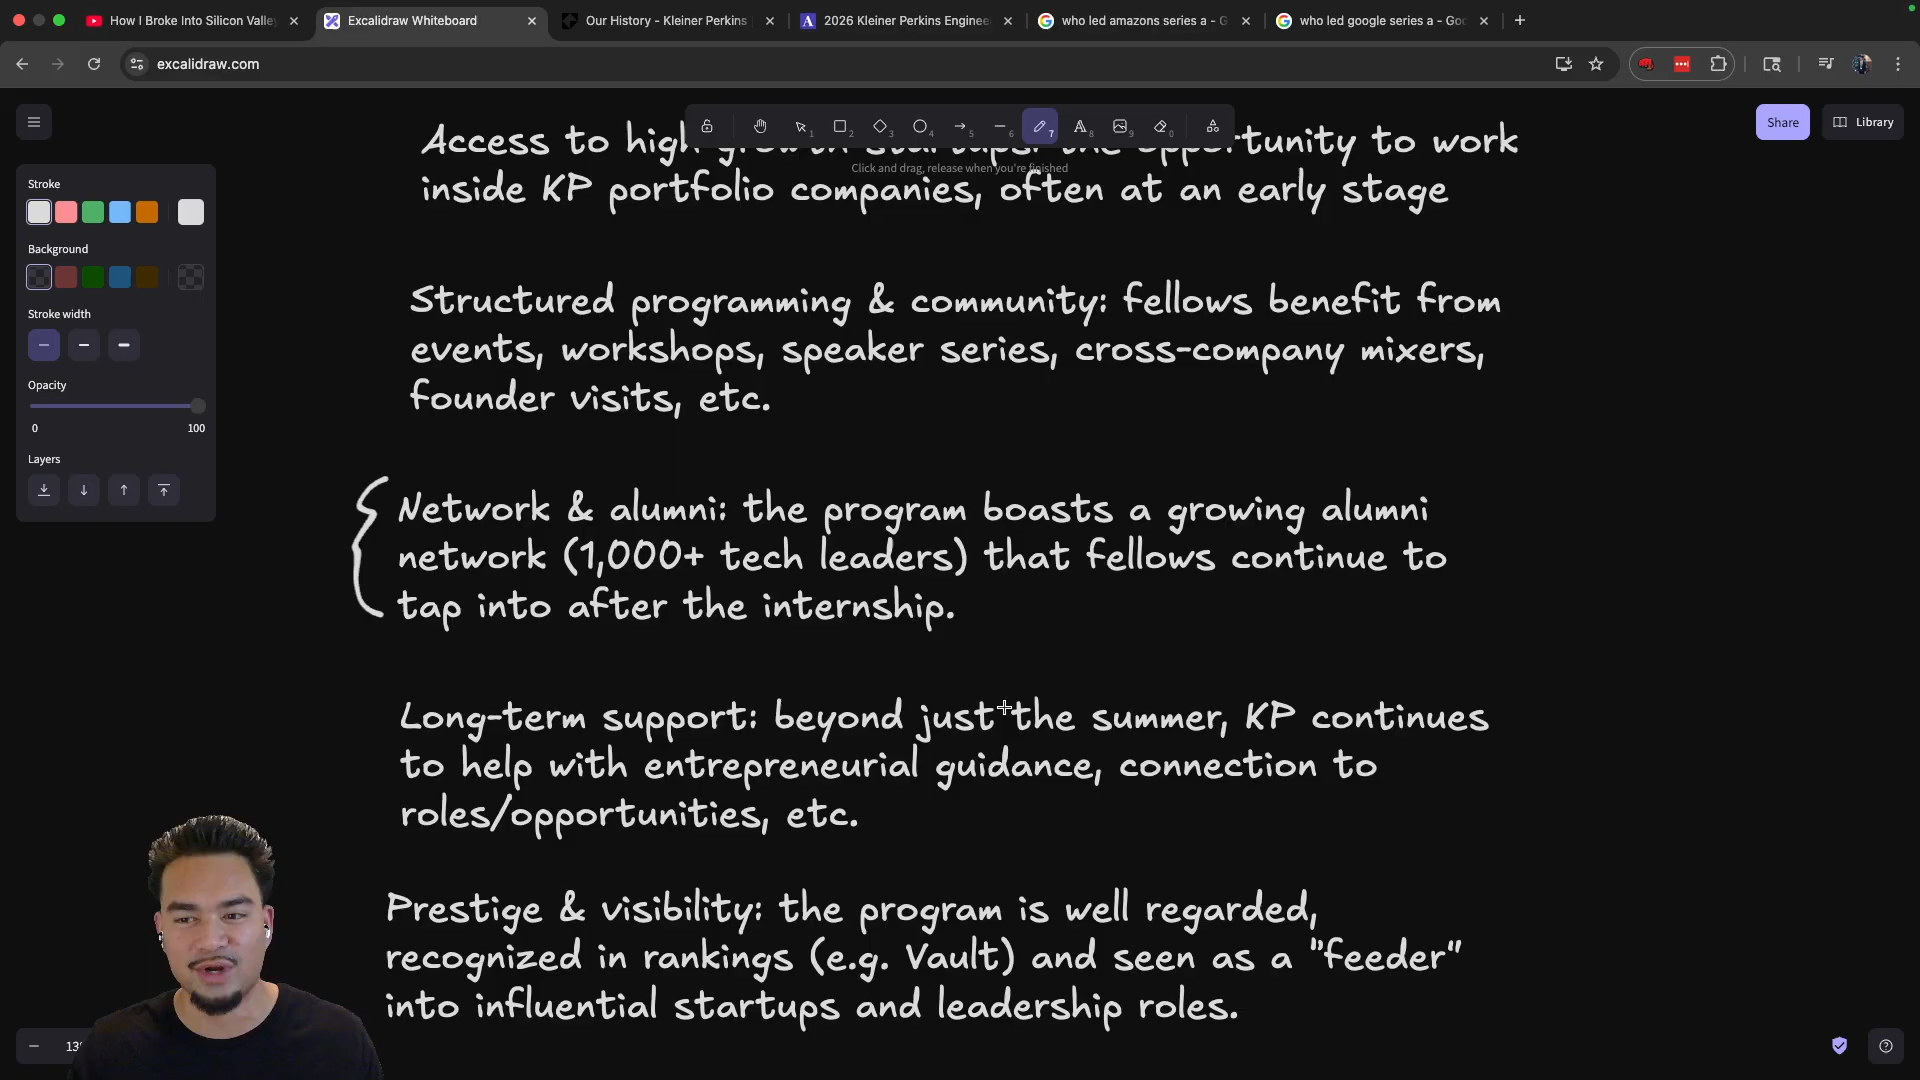 How I Broke Into Silicon Valle
Excalidraw Whiteboard
Our History - Kleiner Perkins
2026 Kleiner Perkins Enginee
who led amazons series a - G
who led google series a - Goo
excalidraw.com
Share
Library
Click and drag, release when you're finished
Access to high-growth startups: the opportunity to work
inside KP portfolio companies, often at an early stage
Structured programming & community: fellows benefit from
events, workshops, speaker series, cross-company mixers,
founder visits, etc.
Network & alumni: the program boasts a growing alumni
network (1,000+ tech leaders) that fellows continue to
tap into after the internship.
Long-term support: beyond just the summer, KP continues
to help with entrepreneurial guidance, connection to
roles/opportunities, etc.
Prestige & visibility: the program is well regarded,
recognized in rankings (e.g. Vault) and seen as a "feeder"
into influential startups and leadership roles.
Stroke
Background
Stroke width
Opacity
0 100
Layers